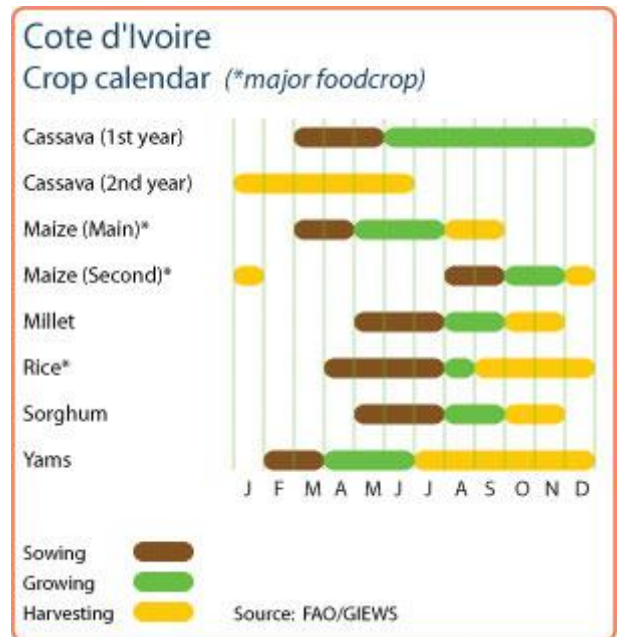 Cote d'Ivoire
Crop calendar (*major foodcrop)
Cassava (1st year)
Cassava (2nd year)
Maize (Main)*
Maize (Second)*
Millet
Rice*
Sorghum
Yams
J F M A M J J A S O N D
Sowing
Growing
Harvesting Source: FAO/GIEWS